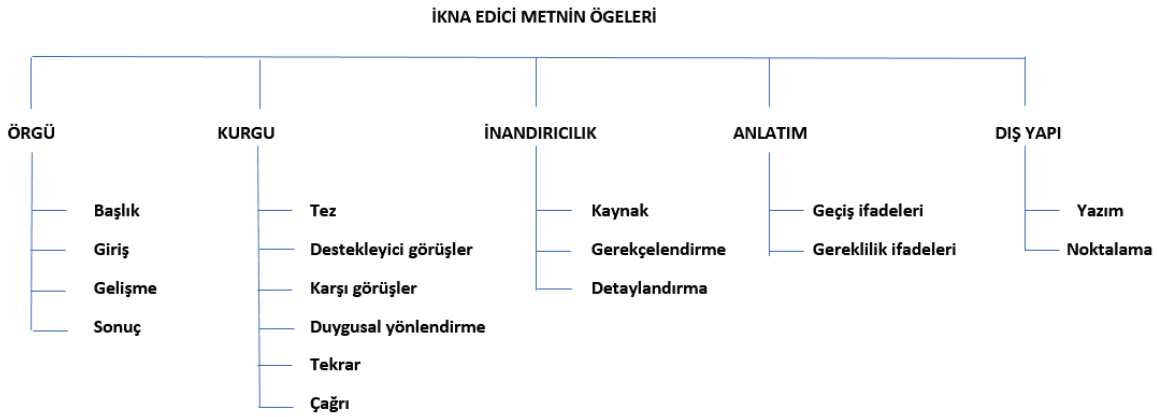 İKNA EDİCİ METNİN ÖGELERİ
ÖRGÜ
KURGU
İNANDIRICILIK
ANLATIM
DIŞ YAPI
Başlık
Giriş
Gelişme
Sonuç
Tez
Destekleyici görüşler
Karşı görüşler
Duygusal yönlendirme
Tekrar
Çağrı
Kaynak
Gerekçelendirme
Detaylandırma
Geçiş ifadeleri
Gereklilik ifadeleri
Yazım
Noktalama